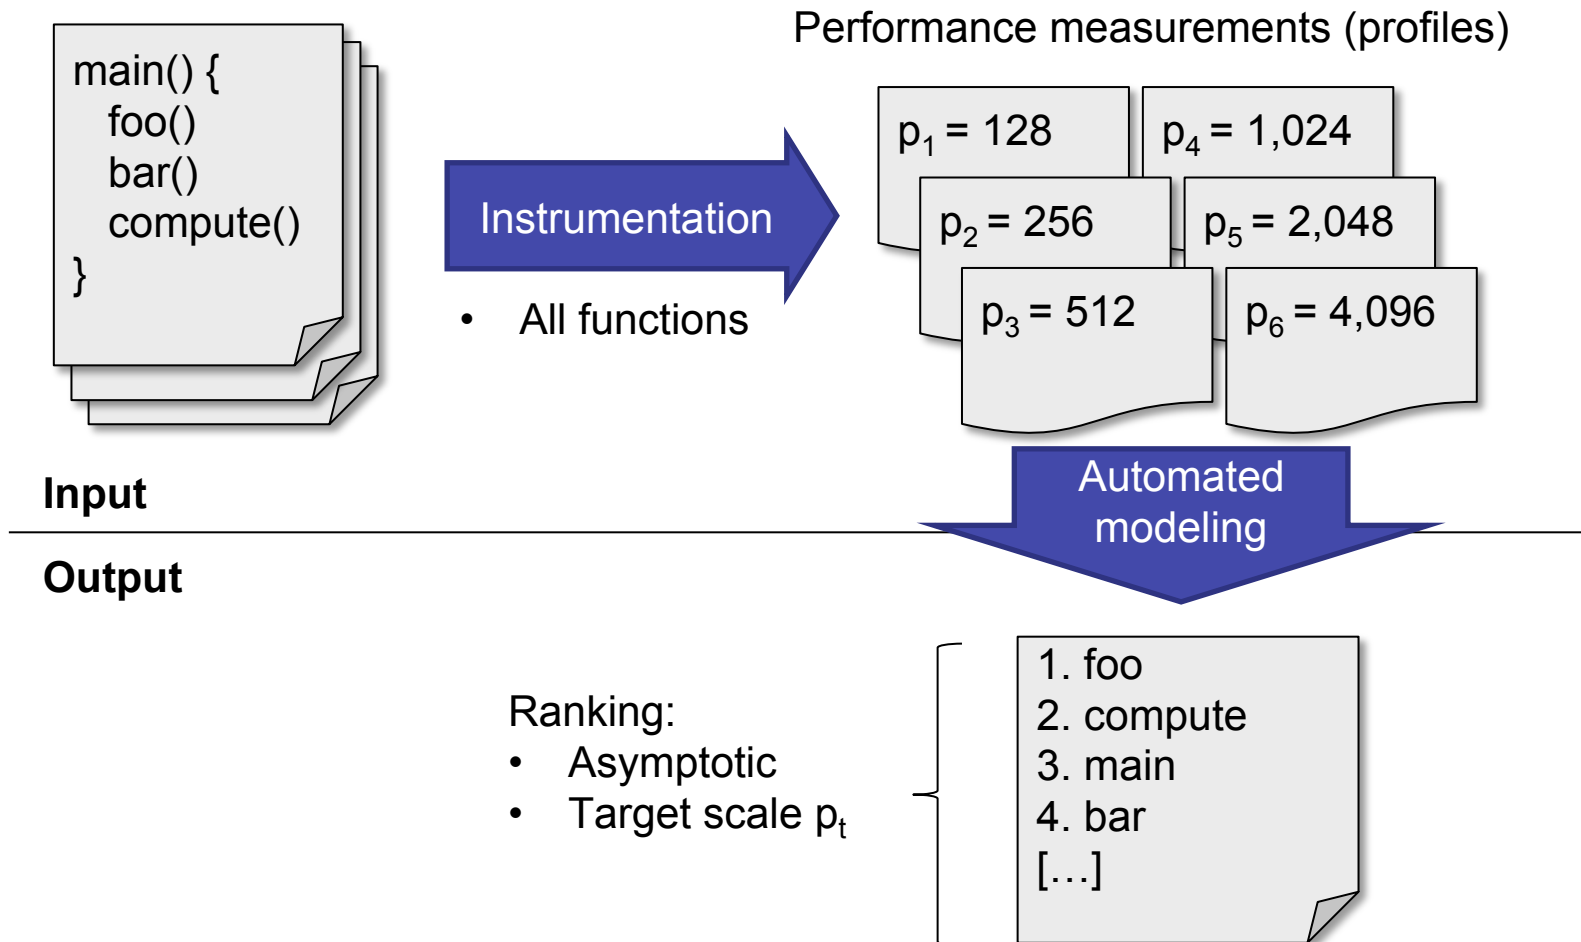 main() {
foo()
bar()
compute()
}
Instrumentation
• All functions
Performance measurements (profiles)
p₁ = 128
p₄ = 1,024
p₂ = 256
p₅ = 2,048
p₃ = 512
p₆ = 4,096
Input
Automated
modeling
Output
Ranking:
• Asymptotic
• Target scale pₜ
1. foo
2. compute
3. main
4. bar
[…]